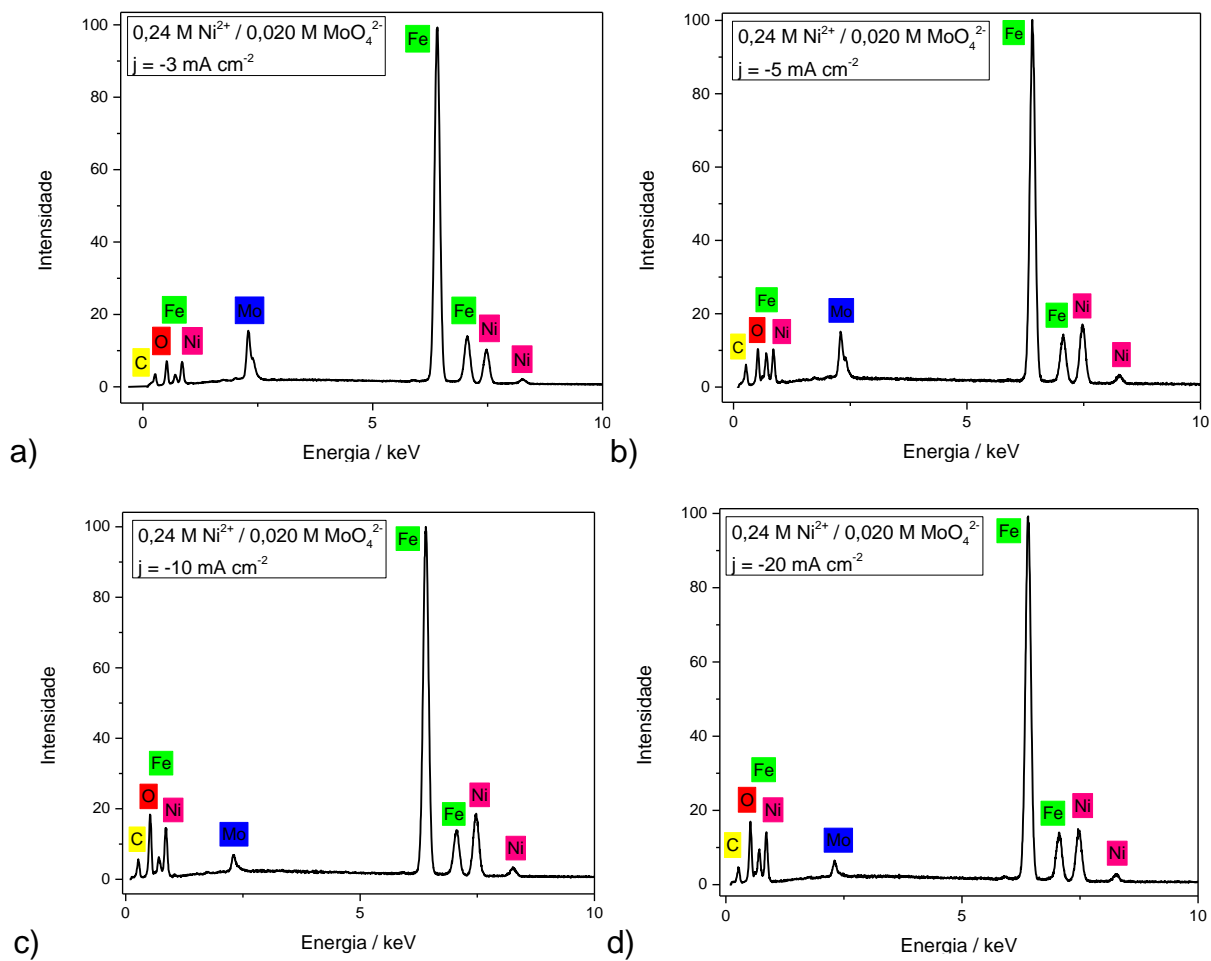 0,24 M Ni²⁺ / 0,020 M MoO₄²⁻
j = -3 mA cm⁻²
100
80
60
40
20
0
Intensidade
C
O
Fe
Ni
Mo
Fe
Fe
Ni
Ni
0
5
10
Energia / keV
a)
0,24 M Ni²⁺ / 0,020 M MoO₄²⁻
j = -5 mA cm⁻²
100
80
60
40
20
0
Intensidade
C
O
Fe
Ni
Mo
Fe
Fe
Ni
Ni
0
5
10
Energia / keV
b)
0,24 M Ni²⁺ / 0,020 M MoO₄²⁻
j = -10 mA cm⁻²
100
80
60
40
20
0
Intensidade
C
O
Fe
Ni
Mo
Fe
Fe
Ni
Ni
0
5
10
Energia / keV
c)
0,24 M Ni²⁺ / 0,020 M MoO₄²⁻
j = -20 mA cm⁻²
100
80
60
40
20
0
Intensidade
C
O
Fe
Ni
Mo
Fe
Fe
Ni
Ni
0
5
10
Energia / keV
d)